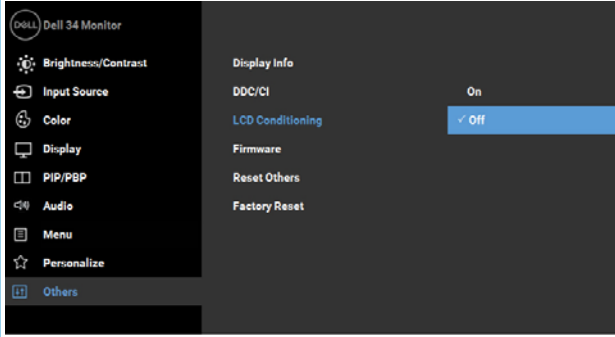 DELL Dell 34 Monitor
Brightness/Contrast Display Info
Input Source DDC/CI On
Color LCD Conditioning ✓ Off
Display Firmware
PIP/PBP Reset Others
Audio Factory Reset
Menu
Personalize
Others